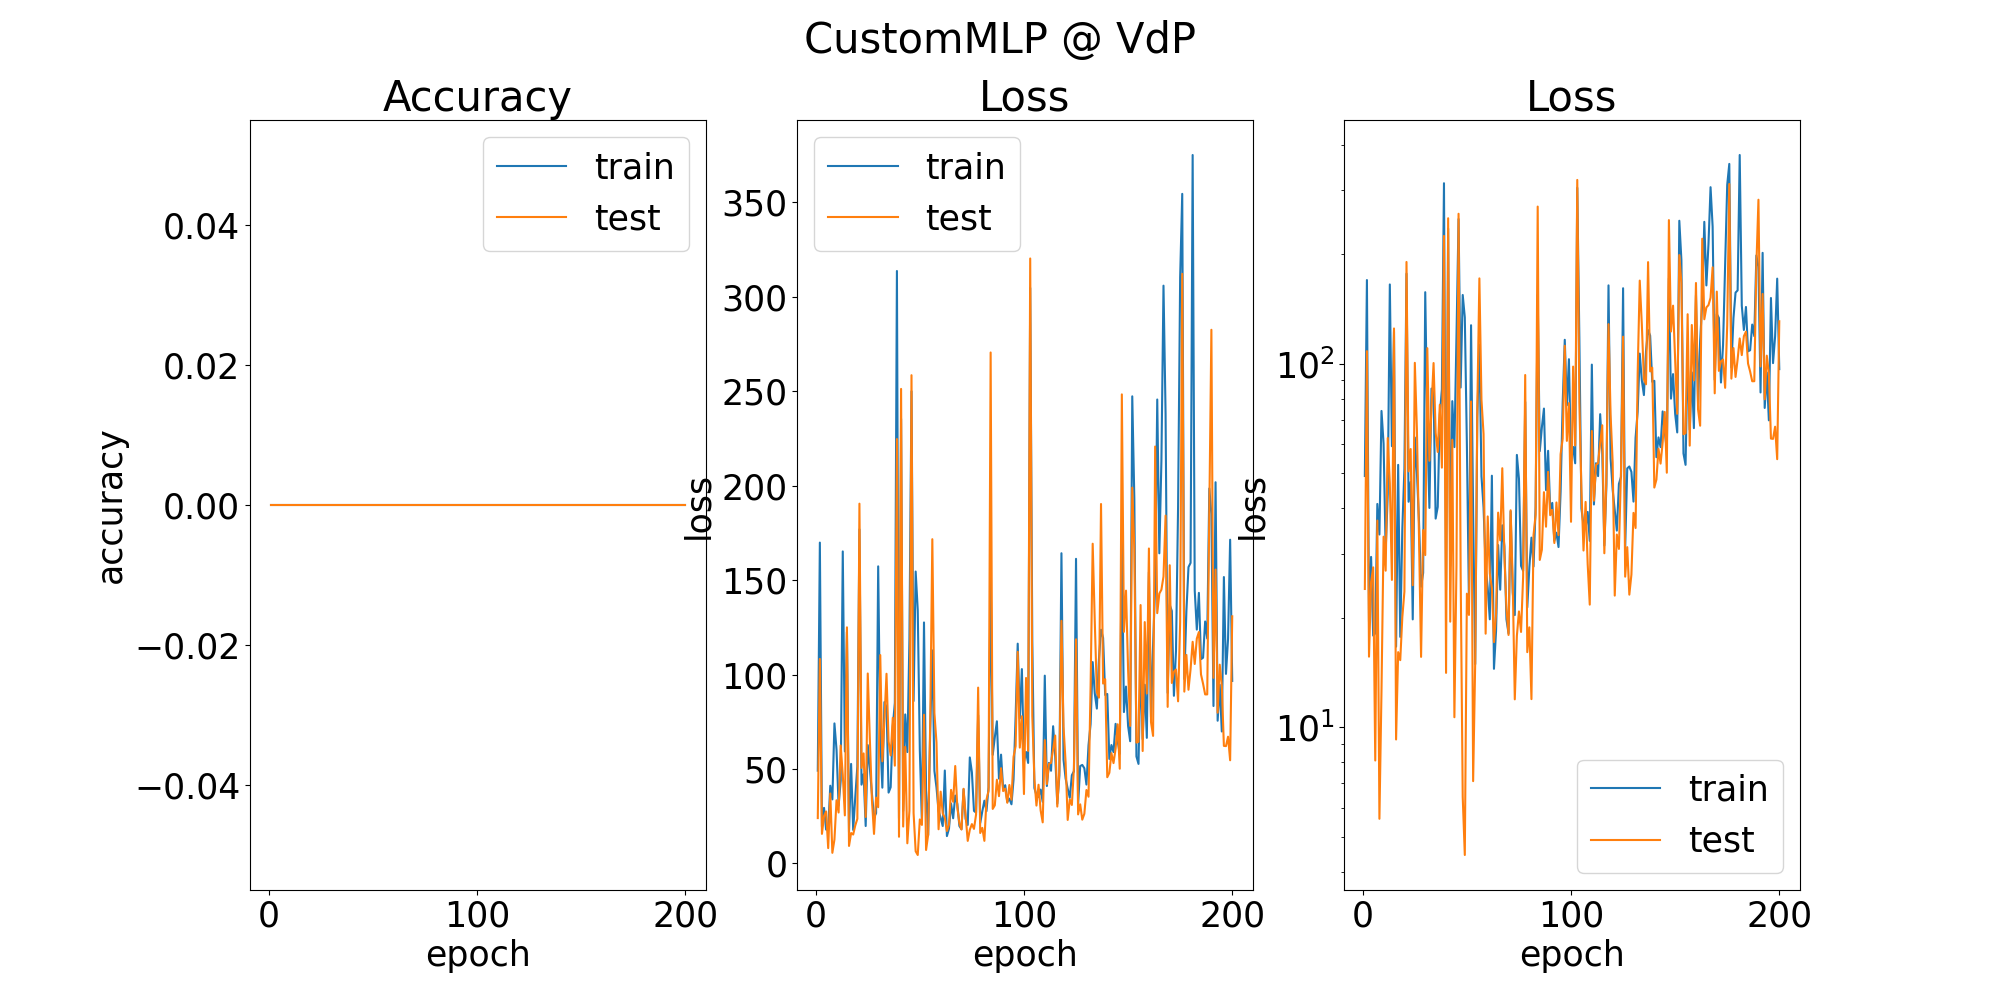 CustomMLP @ VdP
Accuracy
train
test
0.04
0.02
0.00
−0.02
−0.04
accuracy
0 100 200
epoch
Loss
train
test
350
300
250
200
150
100
50
0
loss
0 100 200
epoch
Loss
10²
10¹
loss
train
test
0 100 200
epoch